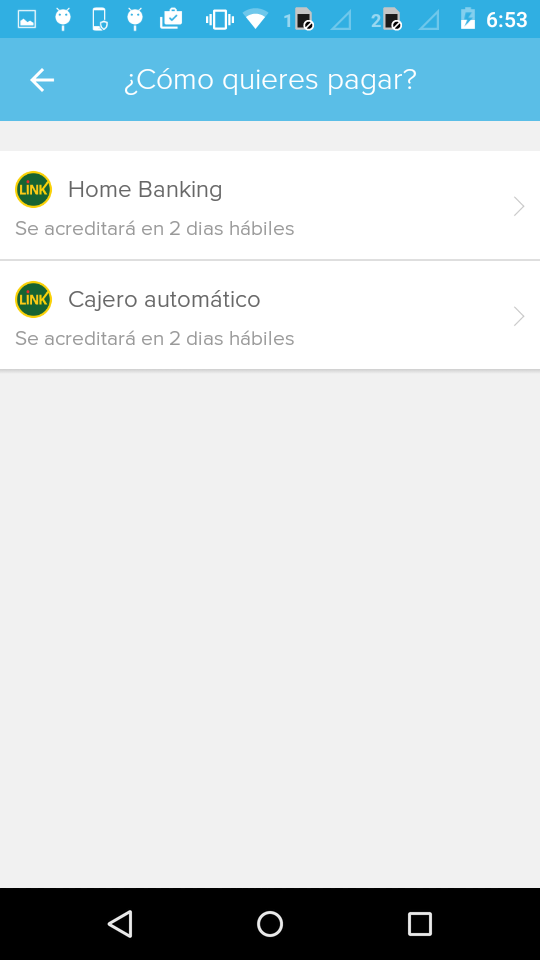 1 2 6:53
¿Cómo quieres pagar?
LINK Home Banking
Se acreditará en 2 dias hábiles
LINK Cajero automático
Se acreditará en 2 dias hábiles